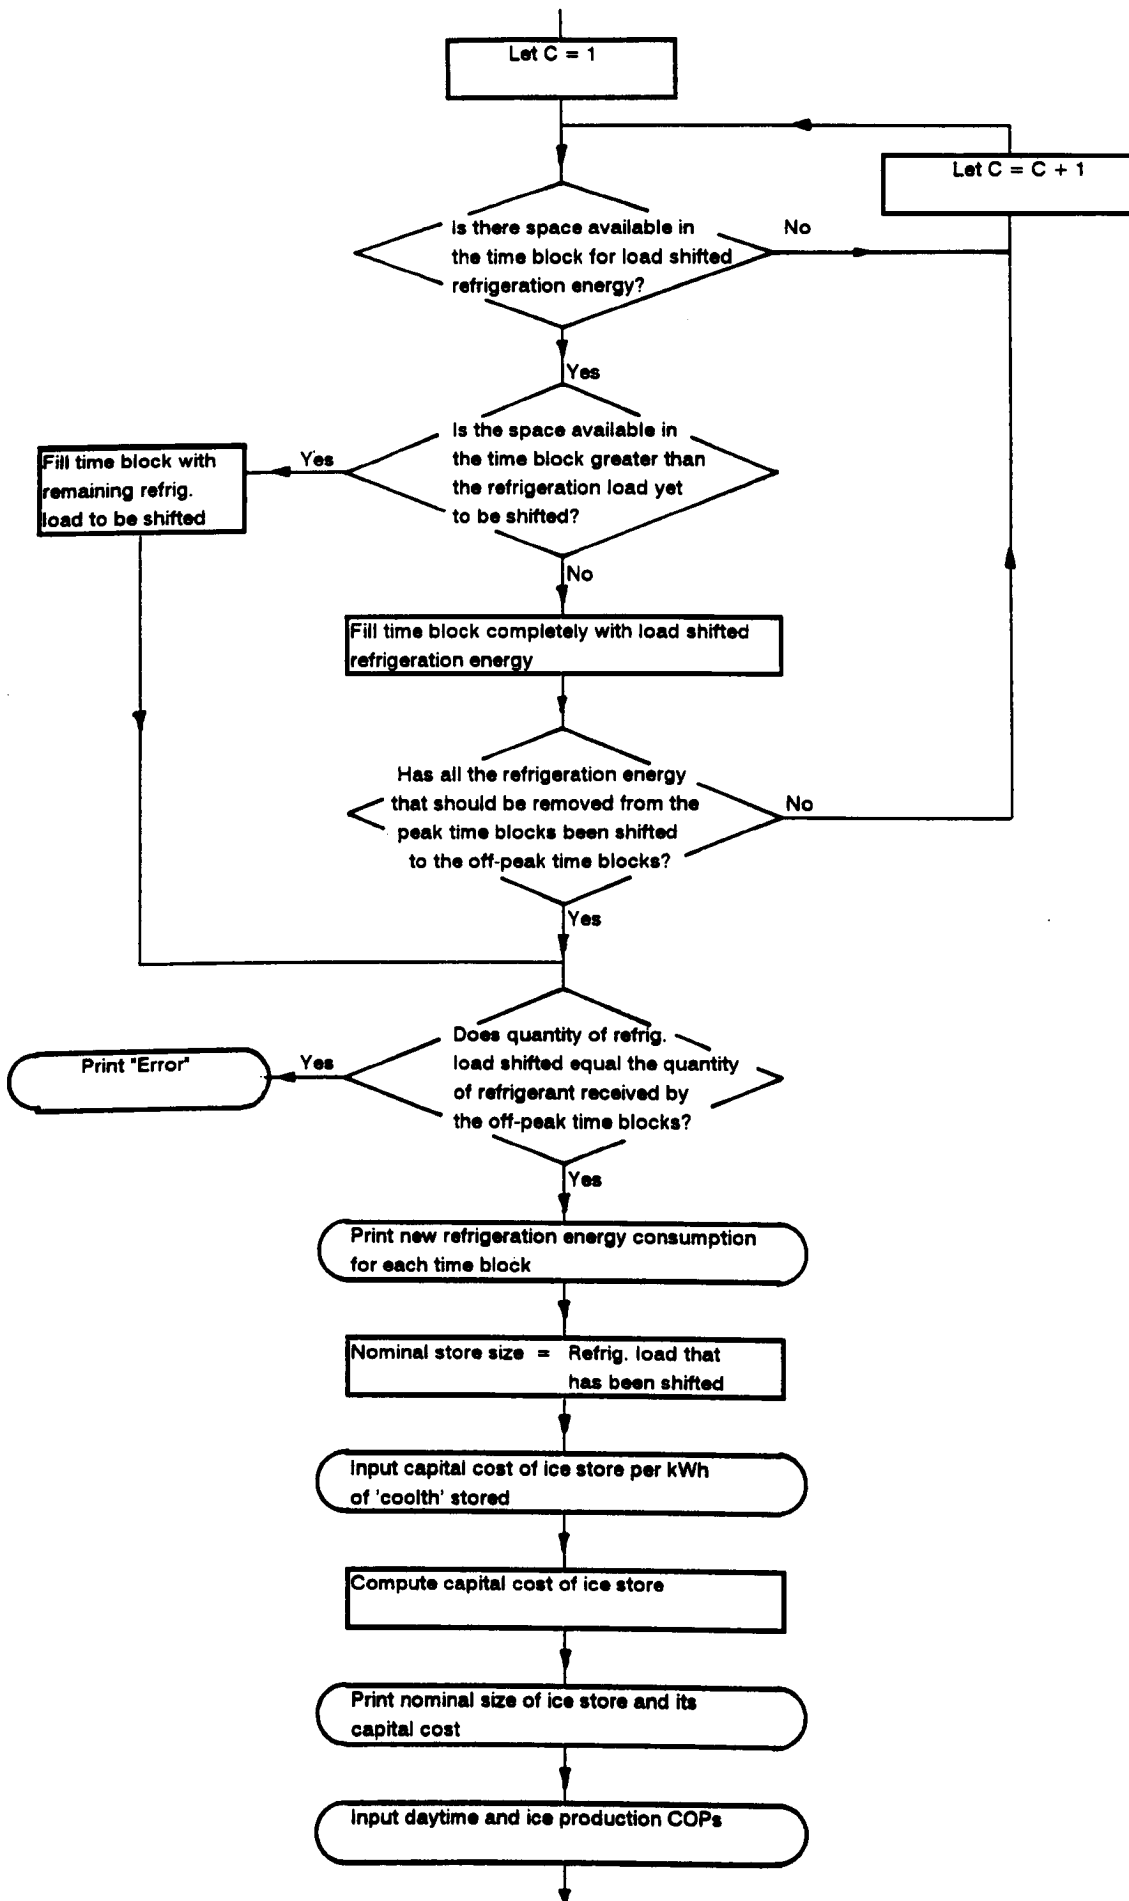 Let C = 1
Let C = C + 1
Is there space available in
the time block for load shifted
refrigeration energy?
No
Yes
Is the space available in
the time block greater than
the refrigeration load yet
to be shifted?
Yes
Fill time block with
remaining refrig.
load to be shifted
No
Fill time block completely with load shifted
refrigeration energy
Has all the refrigeration energy
that should be removed from the
peak time blocks been shifted
to the off-peak time blocks?
No
Yes
Does quantity of refrig.
load shifted equal the quantity
of refrigerant received by
the off-peak time blocks?
Yes
Print "Error"
Yes
Print new refrigeration energy consumption
for each time block
Nominal store size = Refrig. load that
has been shifted
Input capital cost of ice store per kWh
of 'coolth' stored
Compute capital cost of ice store
Print nominal size of ice store and its
capital cost
Input daytime and ice production COPs